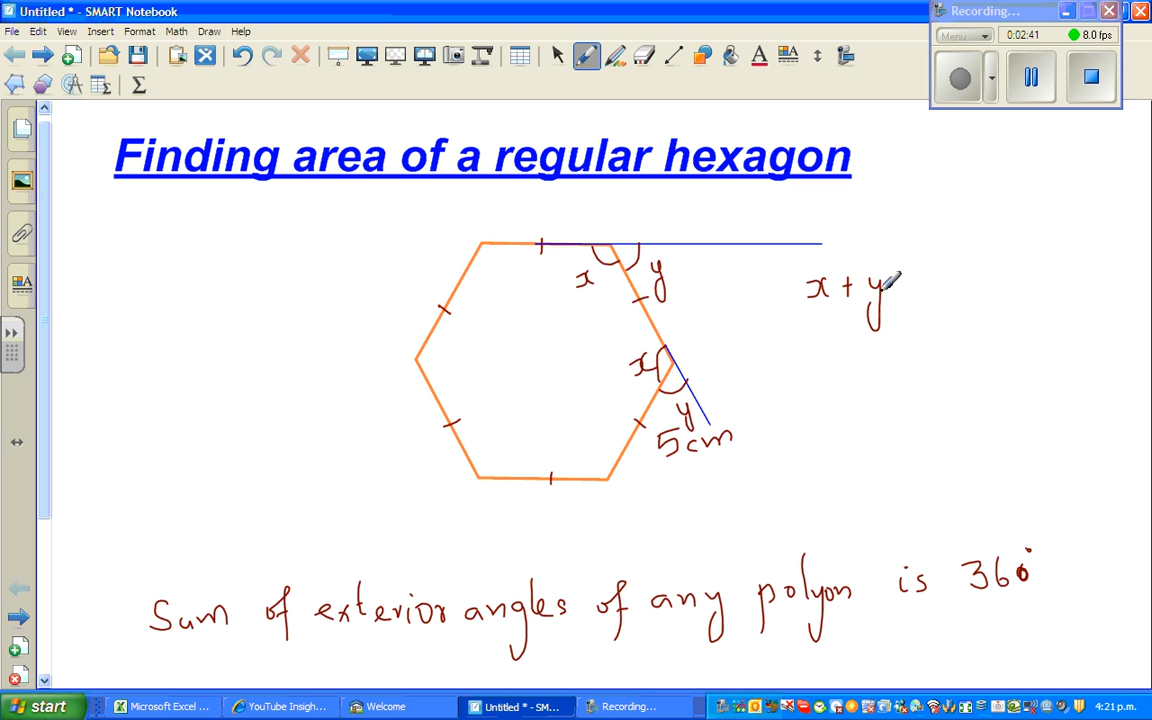 Untitled * - SMART Notebook
Recording...
File Edit View Insert Format Math Draw Help
Menu
0:02:41
8.0 fps
Finding area of a regular hexagon
x
y
x + y
x
y
5cm
Sum of exterior angles of any polyon is 360
start
Microsoft Excel ...
YouTube Insigh...
Welcome
Untitled * - SM...
Recording...
4:21 p.m.